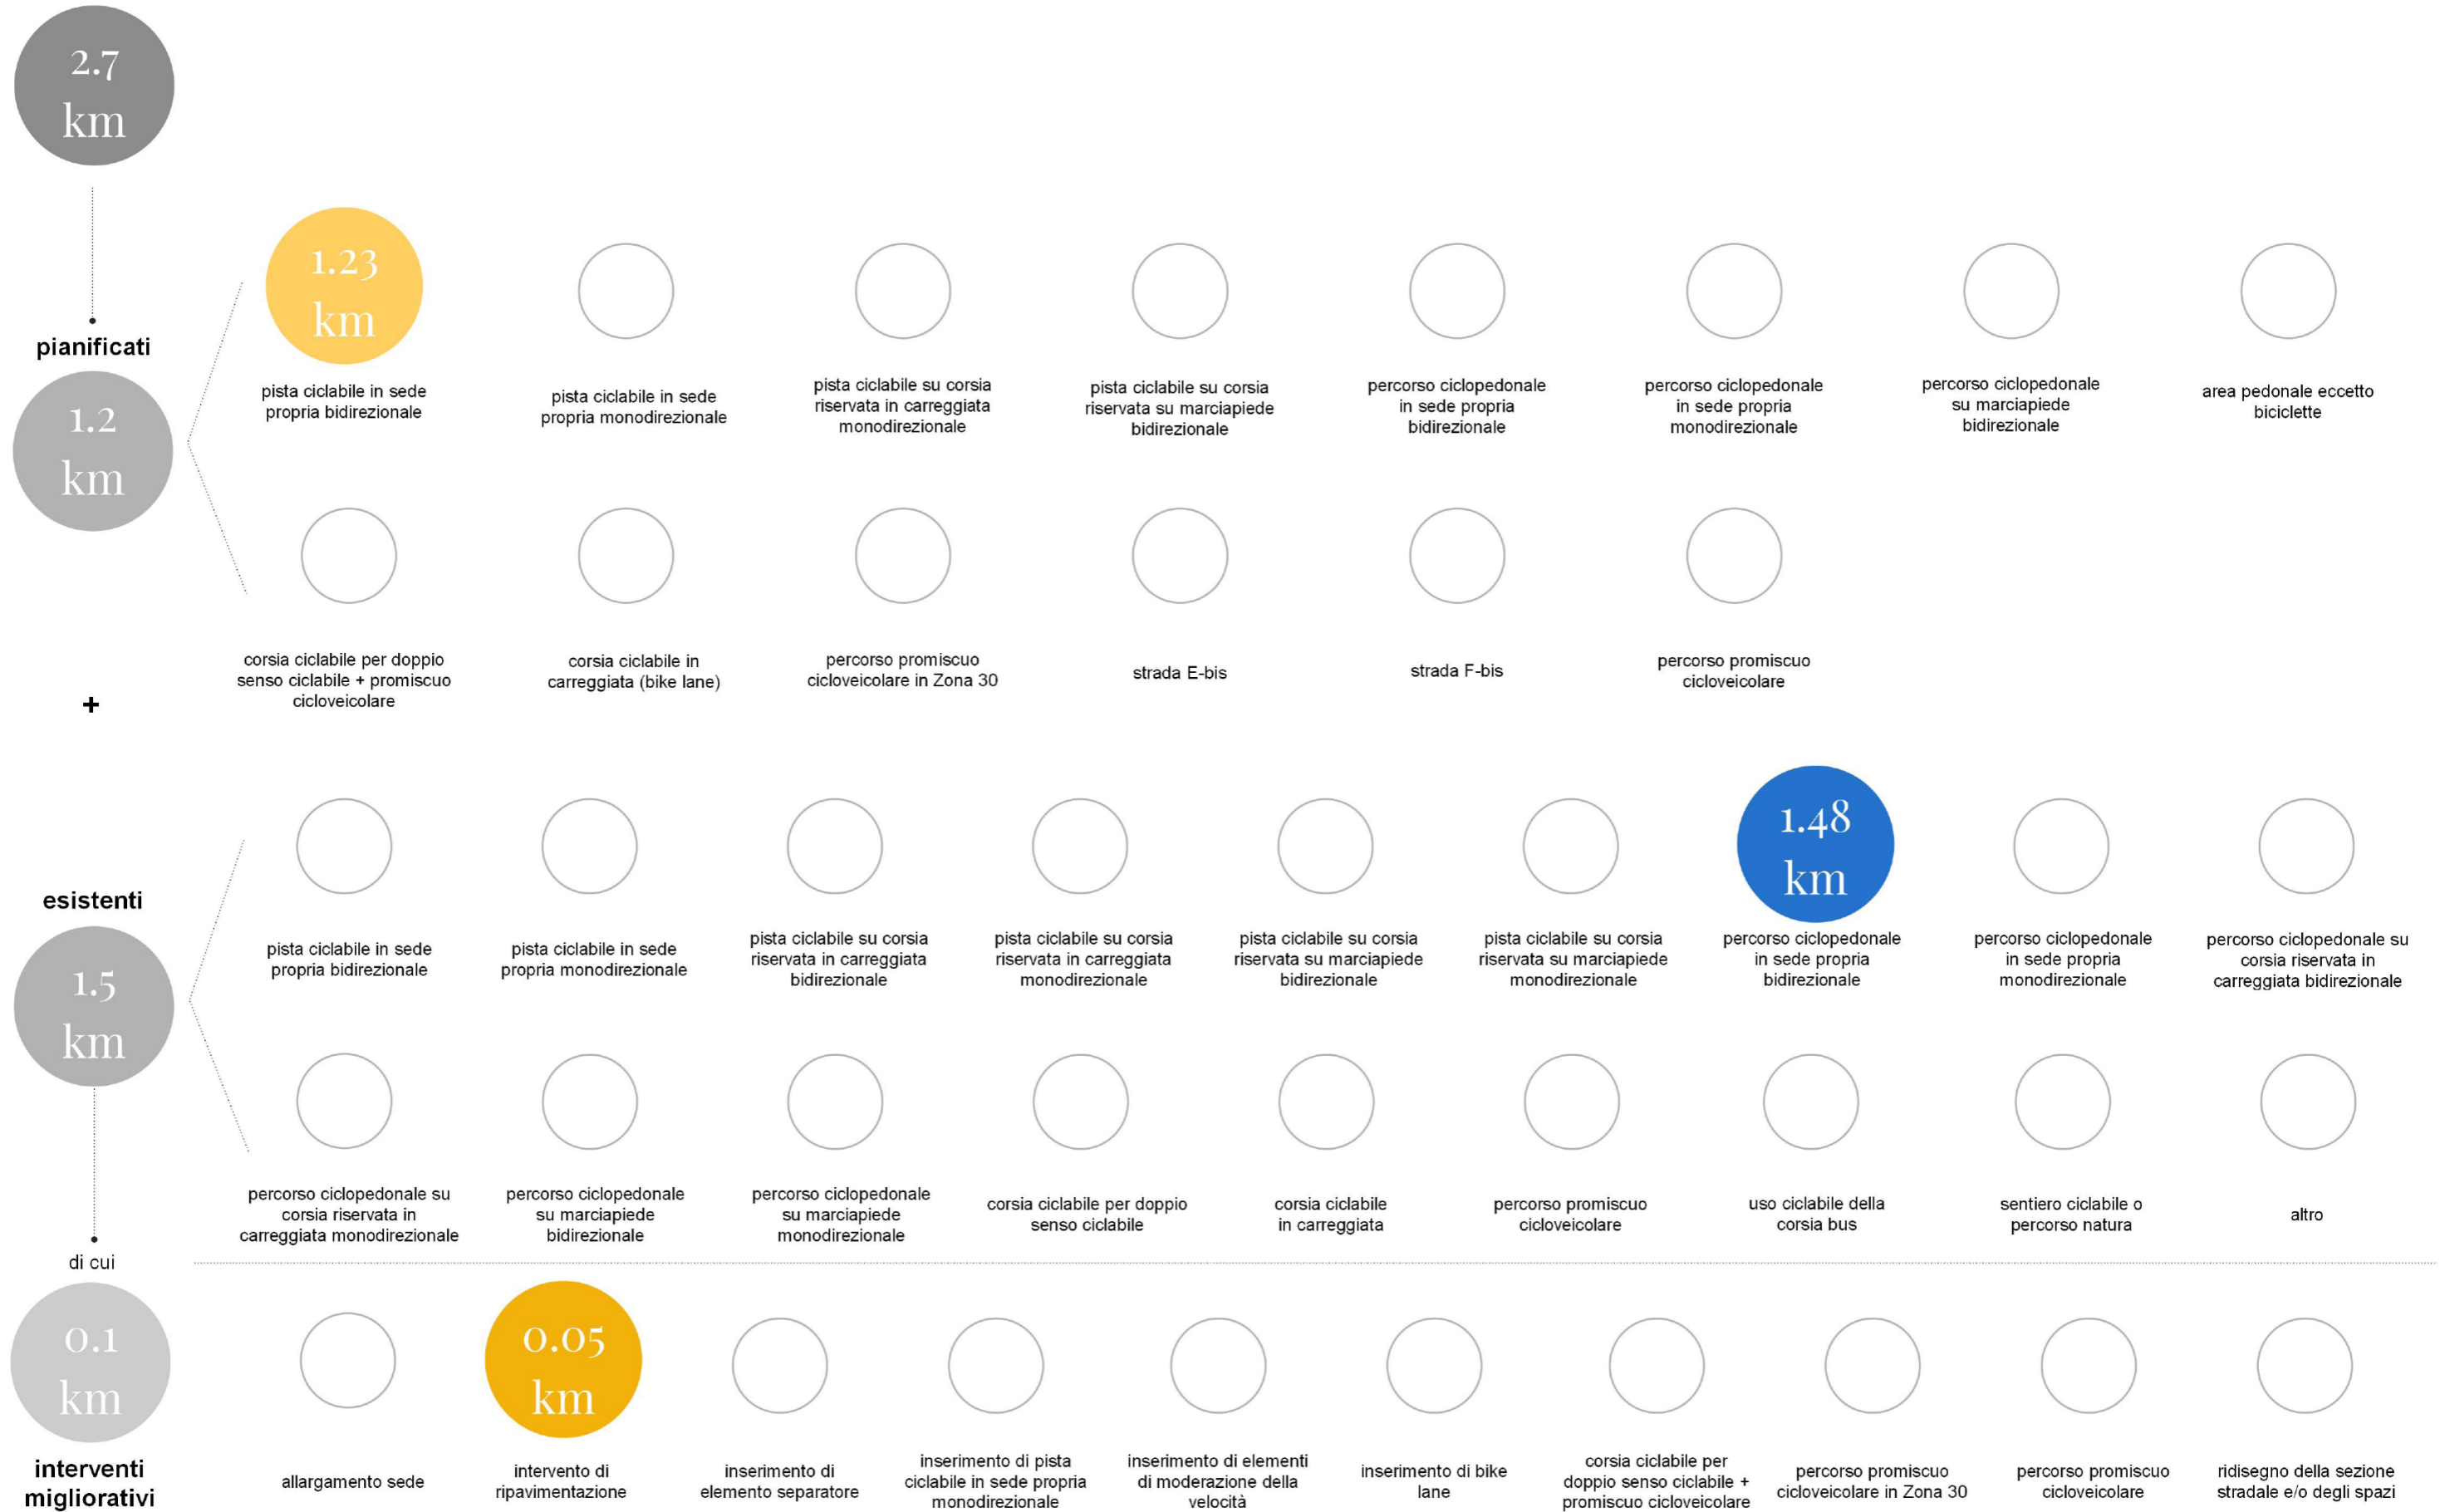 2.7
km
pianificati
1.2
km
1.23
km
pista ciclabile in sede
propria bidirezionale
pista ciclabile in sede
propria monodirezionale
pista ciclabile su corsia
riservata in carreggiata
monodirezionale
pista ciclabile su corsia
riservata su marciapiede
bidirezionale
percorso ciclopedonale
in sede propria
bidirezionale
percorso ciclopedonale
in sede propria
monodirezionale
percorso ciclopedonale
su marciapiede
bidirezionale
area pedonale eccetto
biciclette
corsia ciclabile per doppio
senso ciclabile + promiscuo
cicloveicolare
corsia ciclabile in
carreggiata (bike lane)
percorso promiscuo
cicloveicolare in Zona 30
strada E-bis
strada F-bis
percorso promiscuo
cicloveicolare
+
esistenti
1.5
km
pista ciclabile in sede
propria bidirezionale
pista ciclabile in sede
propria monodirezionale
pista ciclabile su corsia
riservata in carreggiata
bidirezionale
pista ciclabile su corsia
riservata in carreggiata
monodirezionale
pista ciclabile su corsia
riservata su marciapiede
bidirezionale
pista ciclabile su corsia
riservata su marciapiede
monodirezionale
1.48
km
percorso ciclopedonale
in sede propria
bidirezionale
percorso ciclopedonale
in sede propria
monodirezionale
percorso ciclopedonale su
corsia riservata in
carreggiata bidirezionale
percorso ciclopedonale su
corsia riservata in
carreggiata monodirezionale
percorso ciclopedonale
su marciapiede
bidirezionale
percorso ciclopedonale
su marciapiede
monodirezionale
corsia ciclabile per doppio
senso ciclabile
corsia ciclabile
in carreggiata
percorso promiscuo
cicloveicolare
uso ciclabile della
corsia bus
sentiero ciclabile o
percorso natura
altro
di cui
0.1
km
interventi
migliorativi
allargamento sede
0.05
km
intervento di
ripavimentazione
inserimento di
elemento separatore
inserimento di pista
ciclabile in sede propria
monodirezionale
inserimento di elementi
di moderazione della
velocità
inserimento di bike
lane
corsia ciclabile per
doppio senso ciclabile +
promiscuo cicloveicolare
percorso promiscuo
cicloveicolare in Zona 30
percorso promiscuo
cicloveicolare
ridisegno della sezione
stradale e/o degli spazi